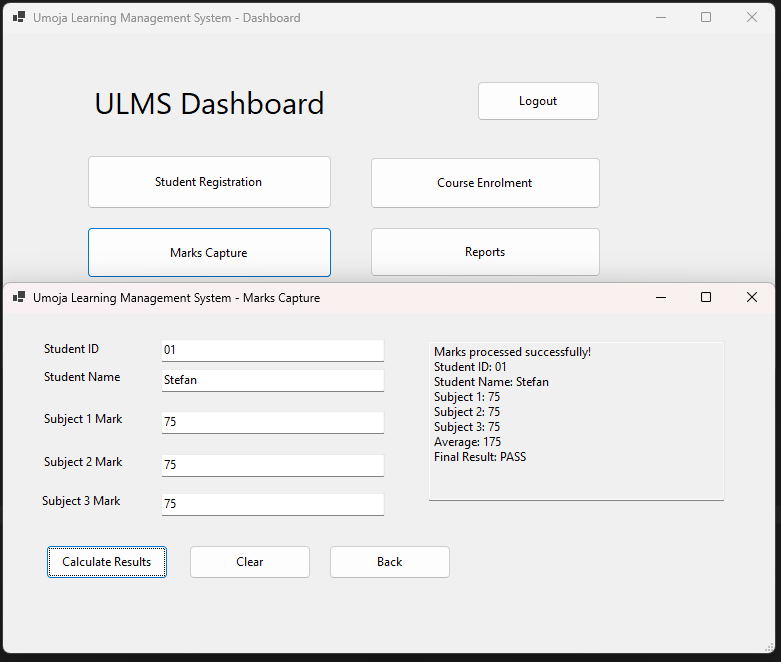 Umoja Learning Management System - Dashboard
ULMS Dashboard
Logout
Student Registration
Course Enrolment
Marks Capture
Reports
Umoja Learning Management System - Marks Capture
Student ID
01
Student Name
Stefan
Subject 1 Mark
75
Subject 2 Mark
75
Subject 3 Mark
75
Marks processed successfully!
Student ID: 01
Student Name: Stefan
Subject 1: 75
Subject 2: 75
Subject 3: 75
Average: 175
Final Result: PASS
Calculate Results
Clear
Back